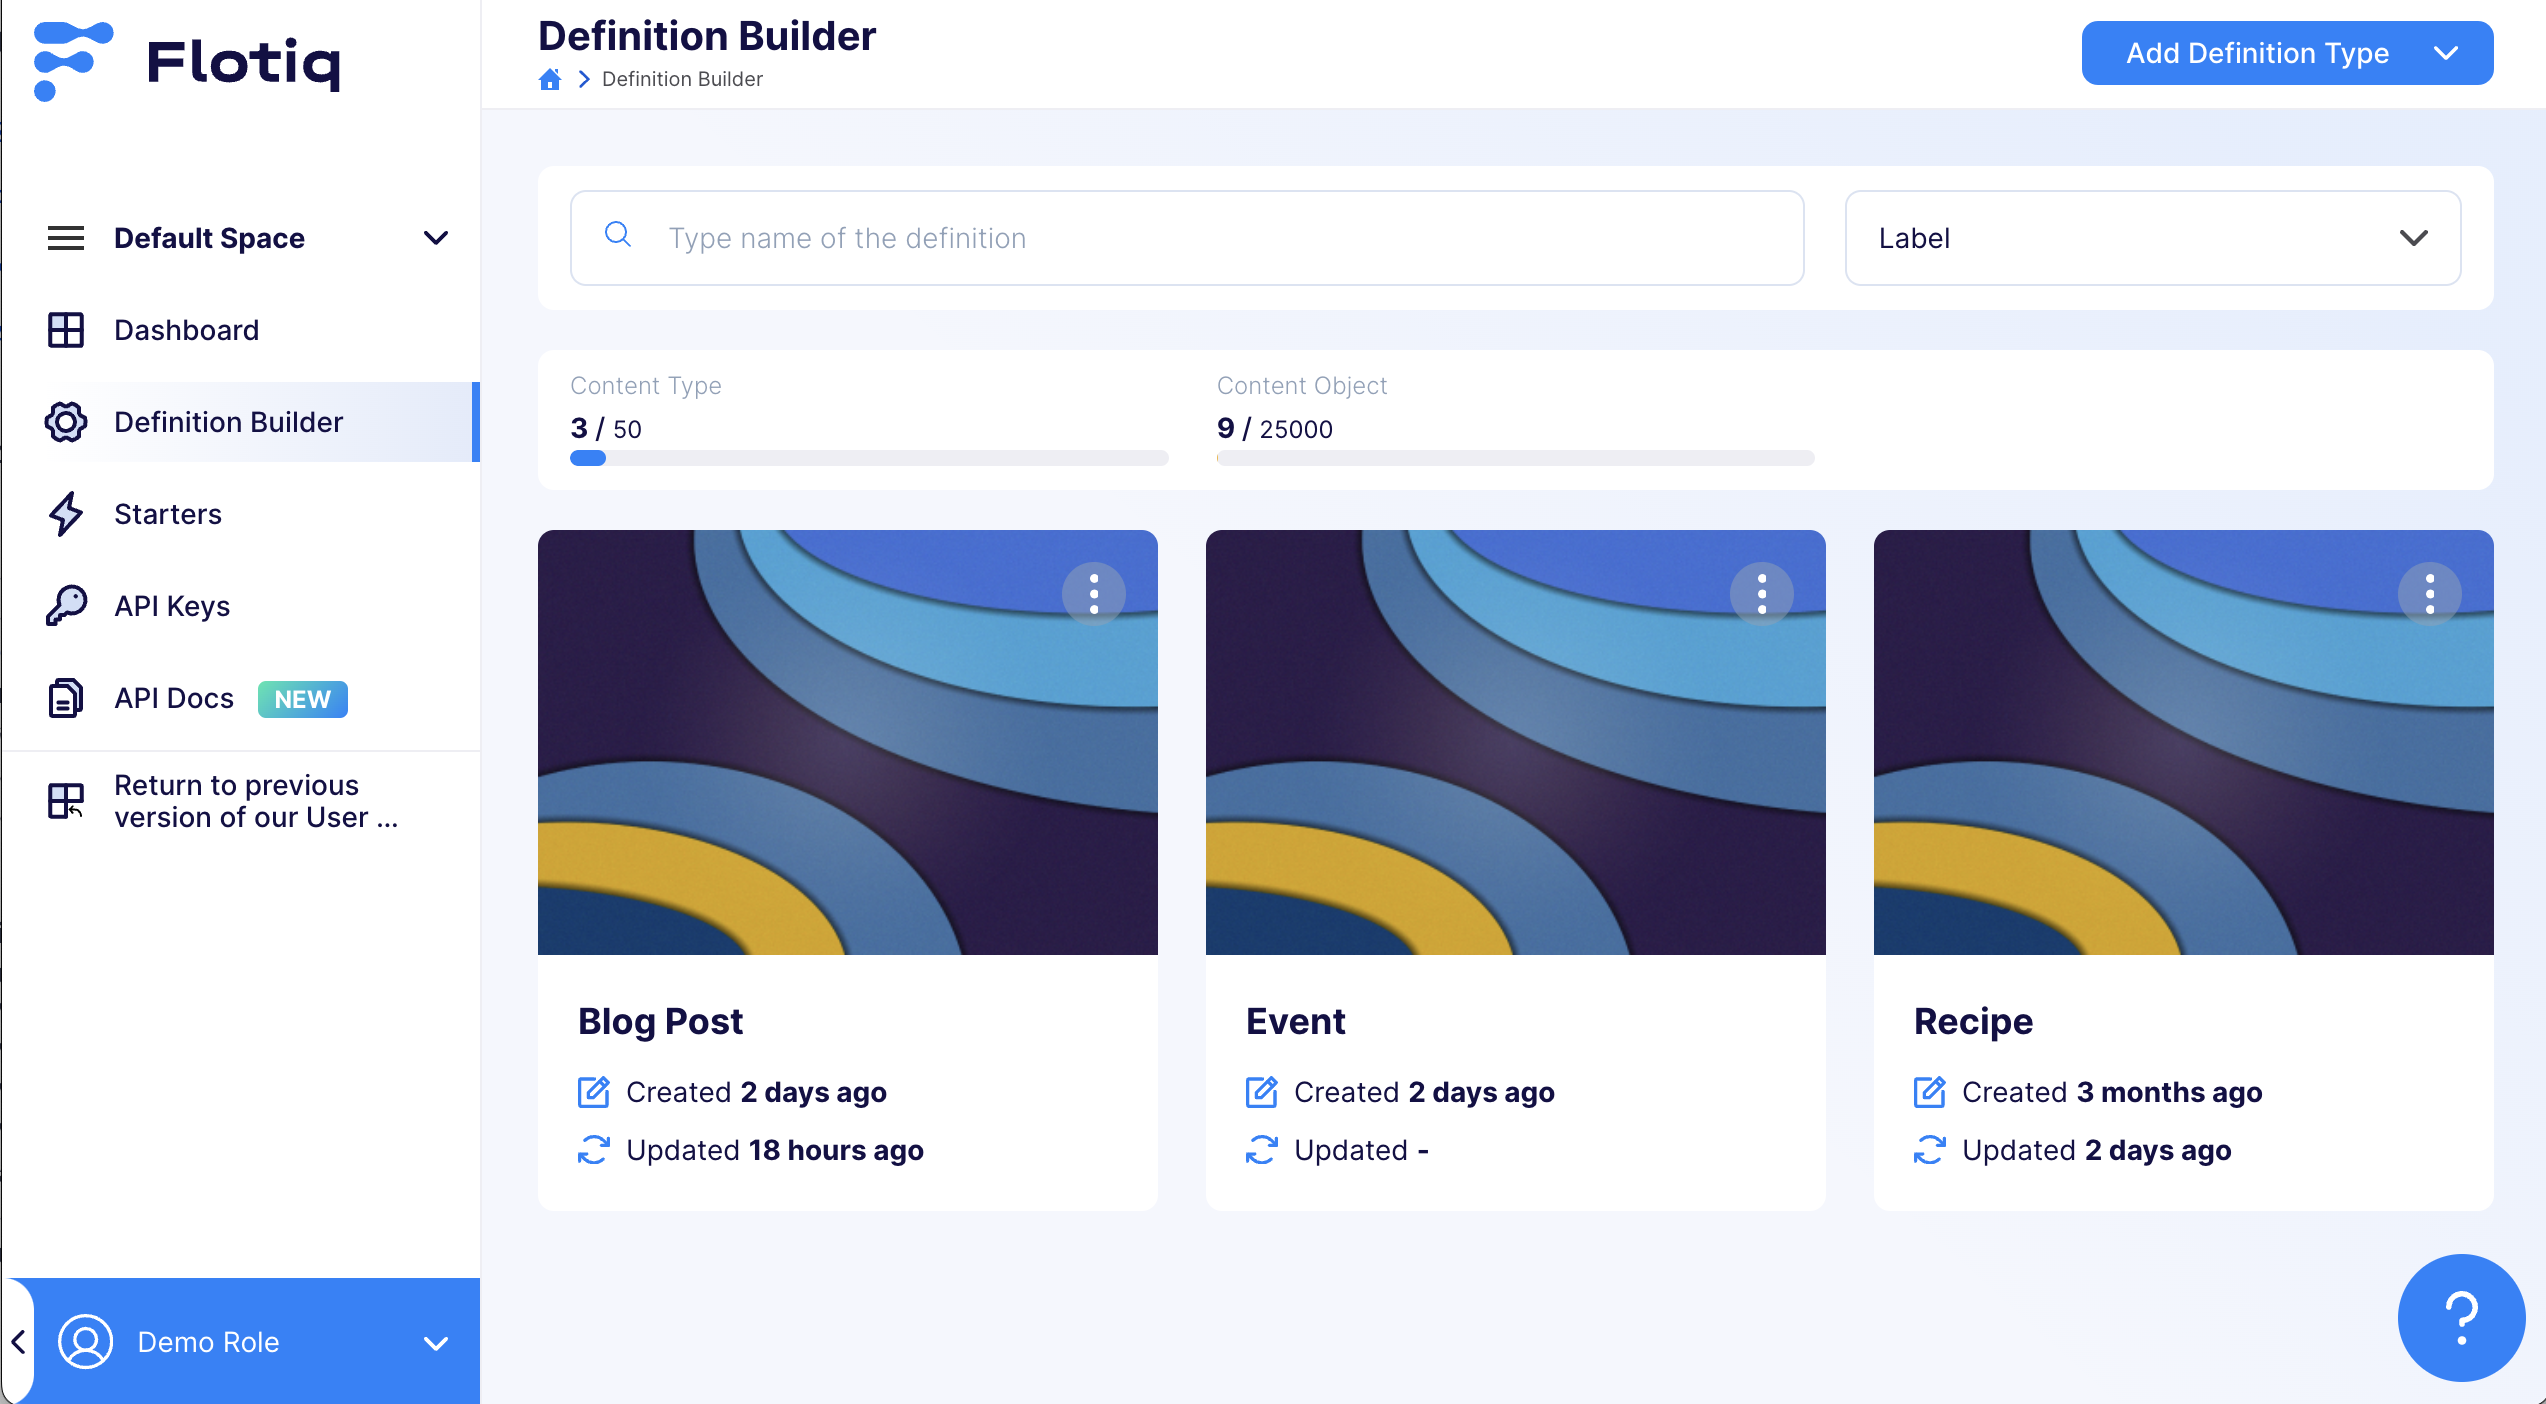 Flotiq
Default Space
Dashboard
Definition Builder
Starters
API Keys
API Docs NEW
Return to previous
version of our User ...
Demo Role
Definition Builder
Definition Builder
Add Definition Type
Type name of the definition
Label
Content Type
3 / 50
Content Object
9 / 25000
Blog Post
Created 2 days ago
Updated 18 hours ago
Event
Created 2 days ago
Updated -
Recipe
Created 3 months ago
Updated 2 days ago
?